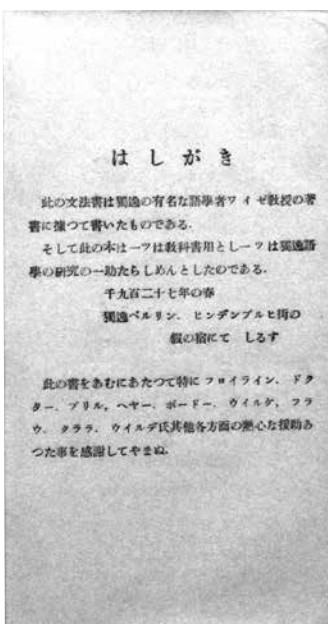 はしがき
此の文法書は獨逸の有名な語學者ワイゼ教授の著
書に據つて書いたものである.
そして此の本は一ツは教科書用とし一ツは獨逸語
學の研究の一助たらしめんとしたのである.
千九百二十七年の春
獨逸ベルリン、ヒンデンブルヒ街の
假の宿にて しるす
此の書をあむにあたつて特にフロイライン、ドク
ター、ブリル、ヘヤー、ボードー、ウイルケ、フラ
ウ、クララ、ウイルデ氏其他各方面の熱心な援助あ
つた事を感謝してやまぬ.